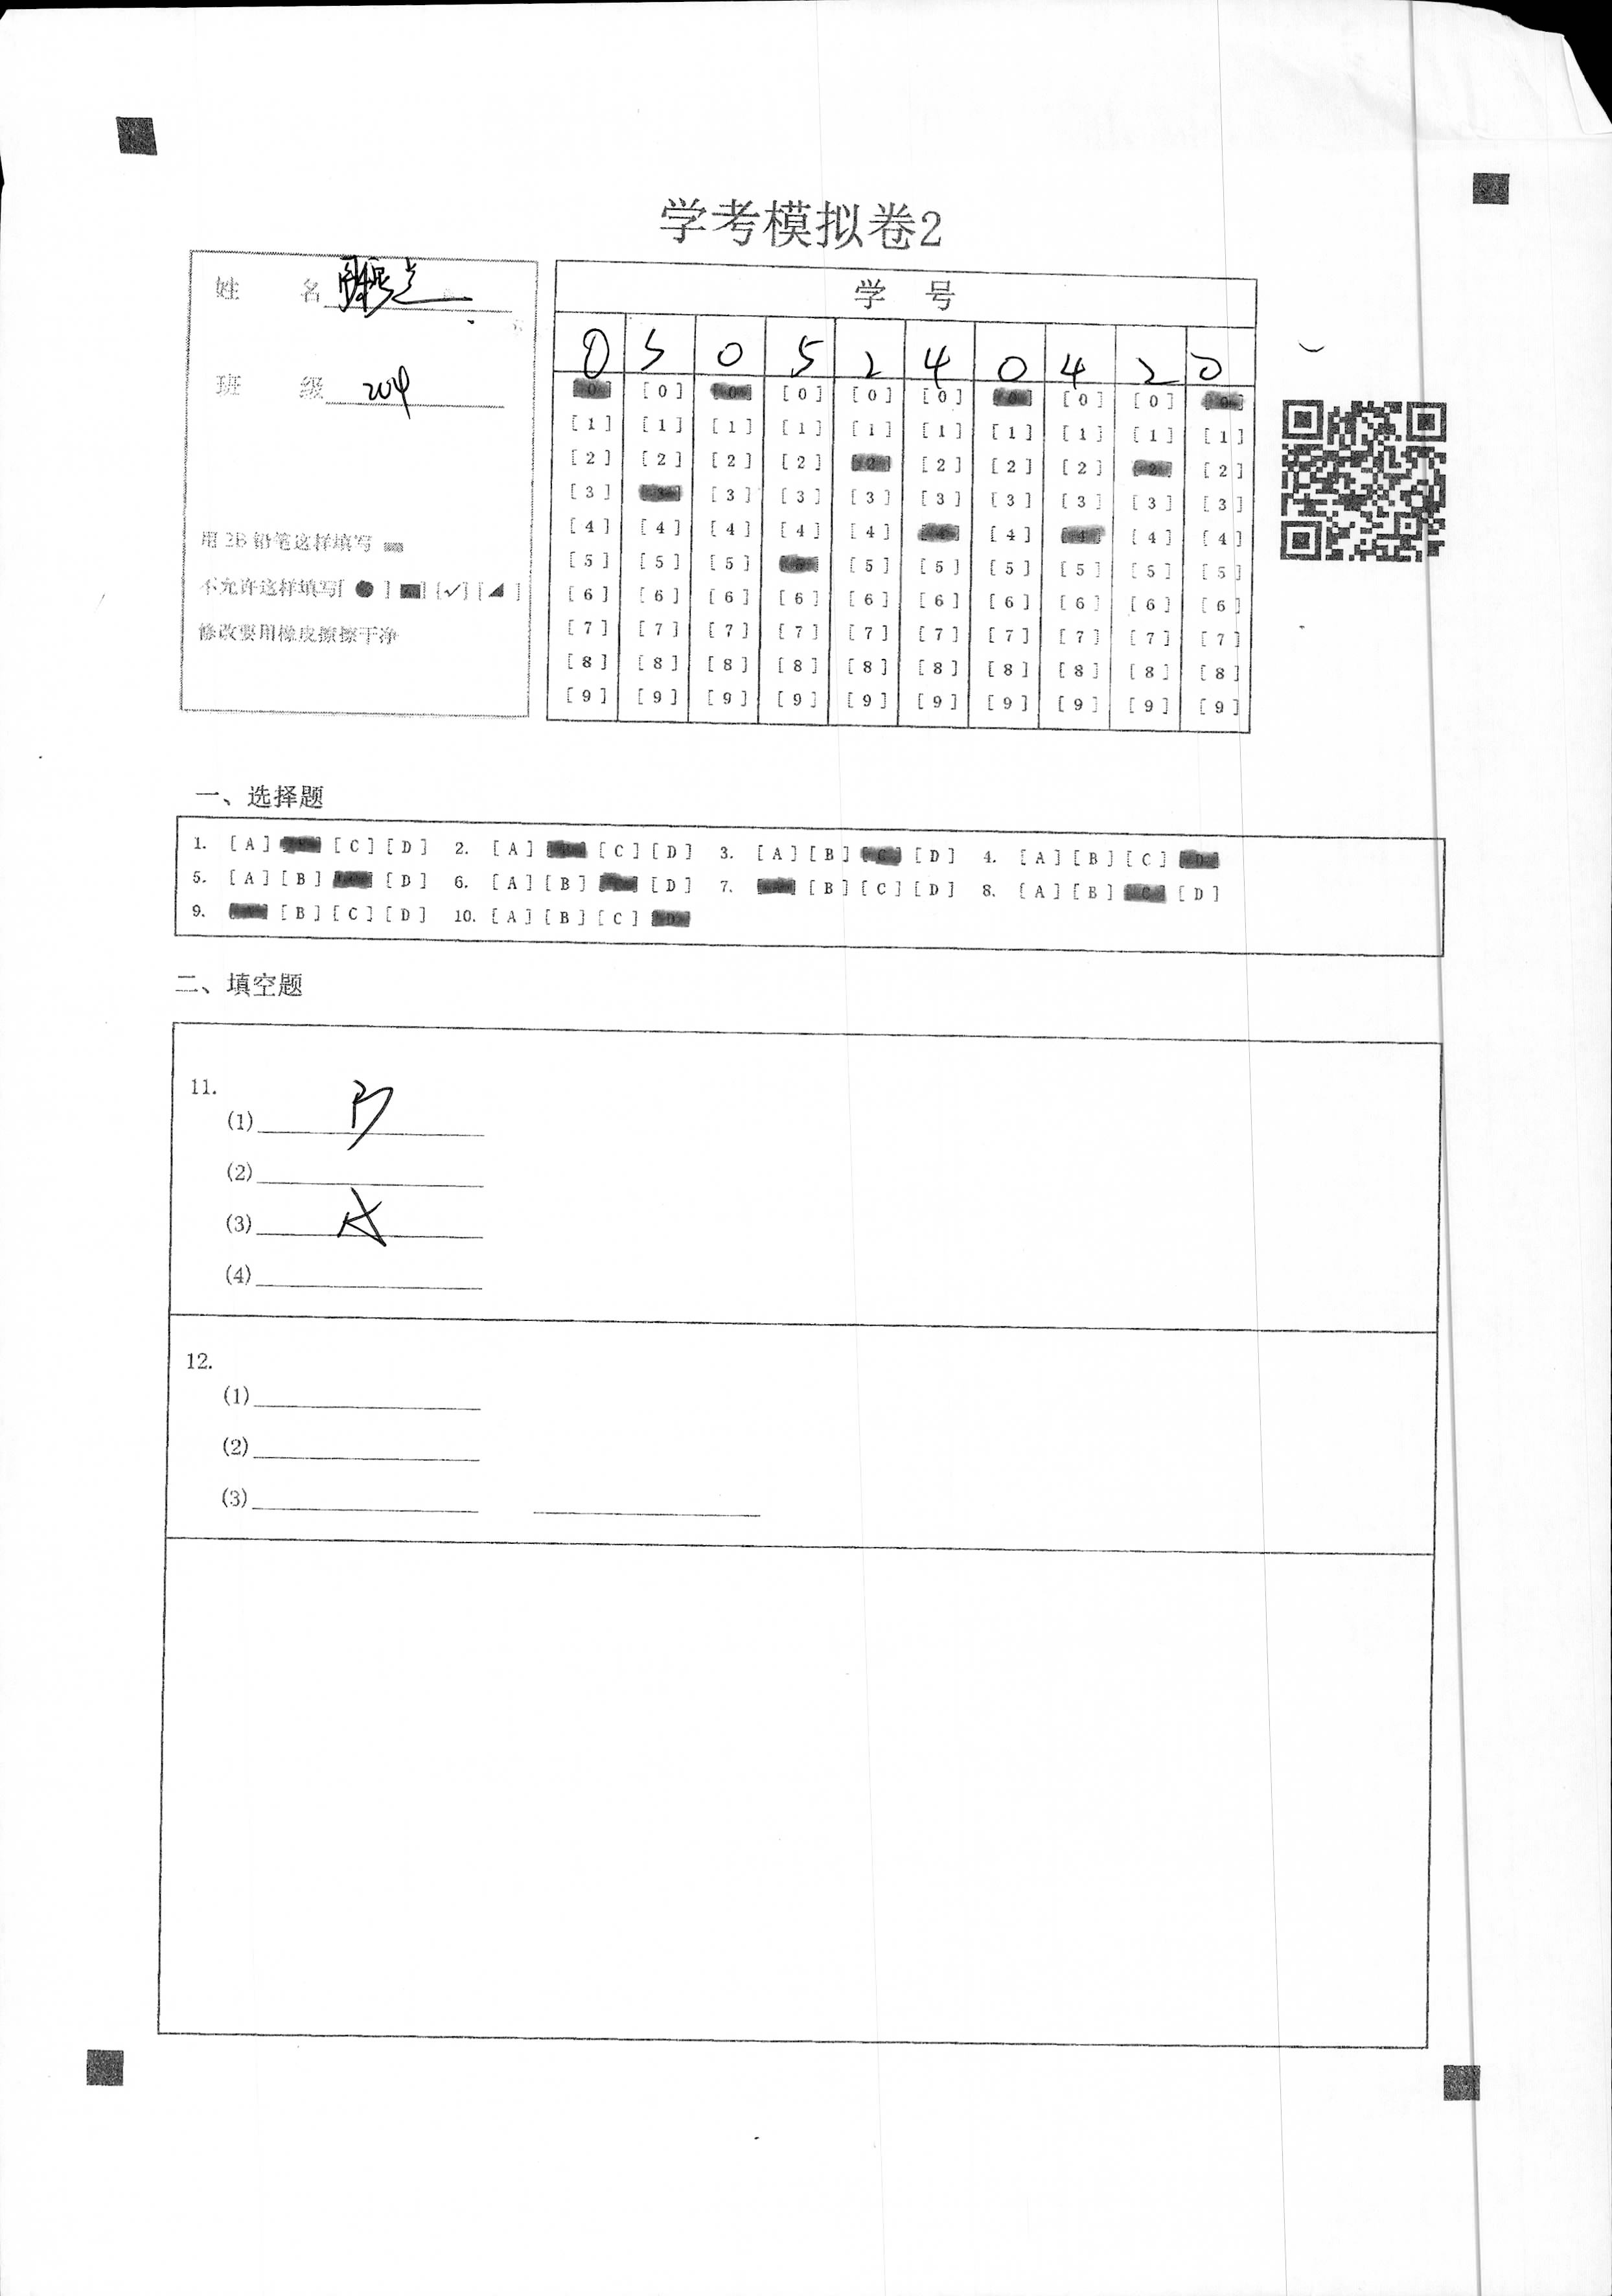 学考模拟卷2
姓 名
班 级 204
用2B铅笔这样填写
不允许这样填写[●] [■] [✓] [◢]
修改要用橡皮擦擦干净
学 号
0 3 0 5 2 4 0 4 2 0
[0] [0] [0] [0] [0] [0] [0] [0] [0] [0]
[1] [1] [1] [1] [1] [1] [1] [1] [1] [1]
[2] [2] [2] [2] [2] [2] [2] [2] [2] [2]
[3] [3] [3] [3] [3] [3] [3] [3] [3] [3]
[4] [4] [4] [4] [4] [4] [4] [4] [4] [4]
[5] [5] [5] [5] [5] [5] [5] [5] [5] [5]
[6] [6] [6] [6] [6] [6] [6] [6] [6] [6]
[7] [7] [7] [7] [7] [7] [7] [7] [7] [7]
[8] [8] [8] [8] [8] [8] [8] [8] [8] [8]
[9] [9] [9] [9] [9] [9] [9] [9] [9] [9]
一、选择题
1. [A] [B] [C] [D] 2. [A] [B] [C] [D] 3. [A] [B] [C] [D] 4. [A] [B] [C] [D]
5. [A] [B] [C] [D] 6. [A] [B] [C] [D] 7. [A] [B] [C] [D] 8. [A] [B] [C] [D]
9. [A] [B] [C] [D] 10. [A] [B] [C] [D]
二、填空题
11.
(1) B
(2)
(3) A
(4)
12.
(1)
(2)
(3)